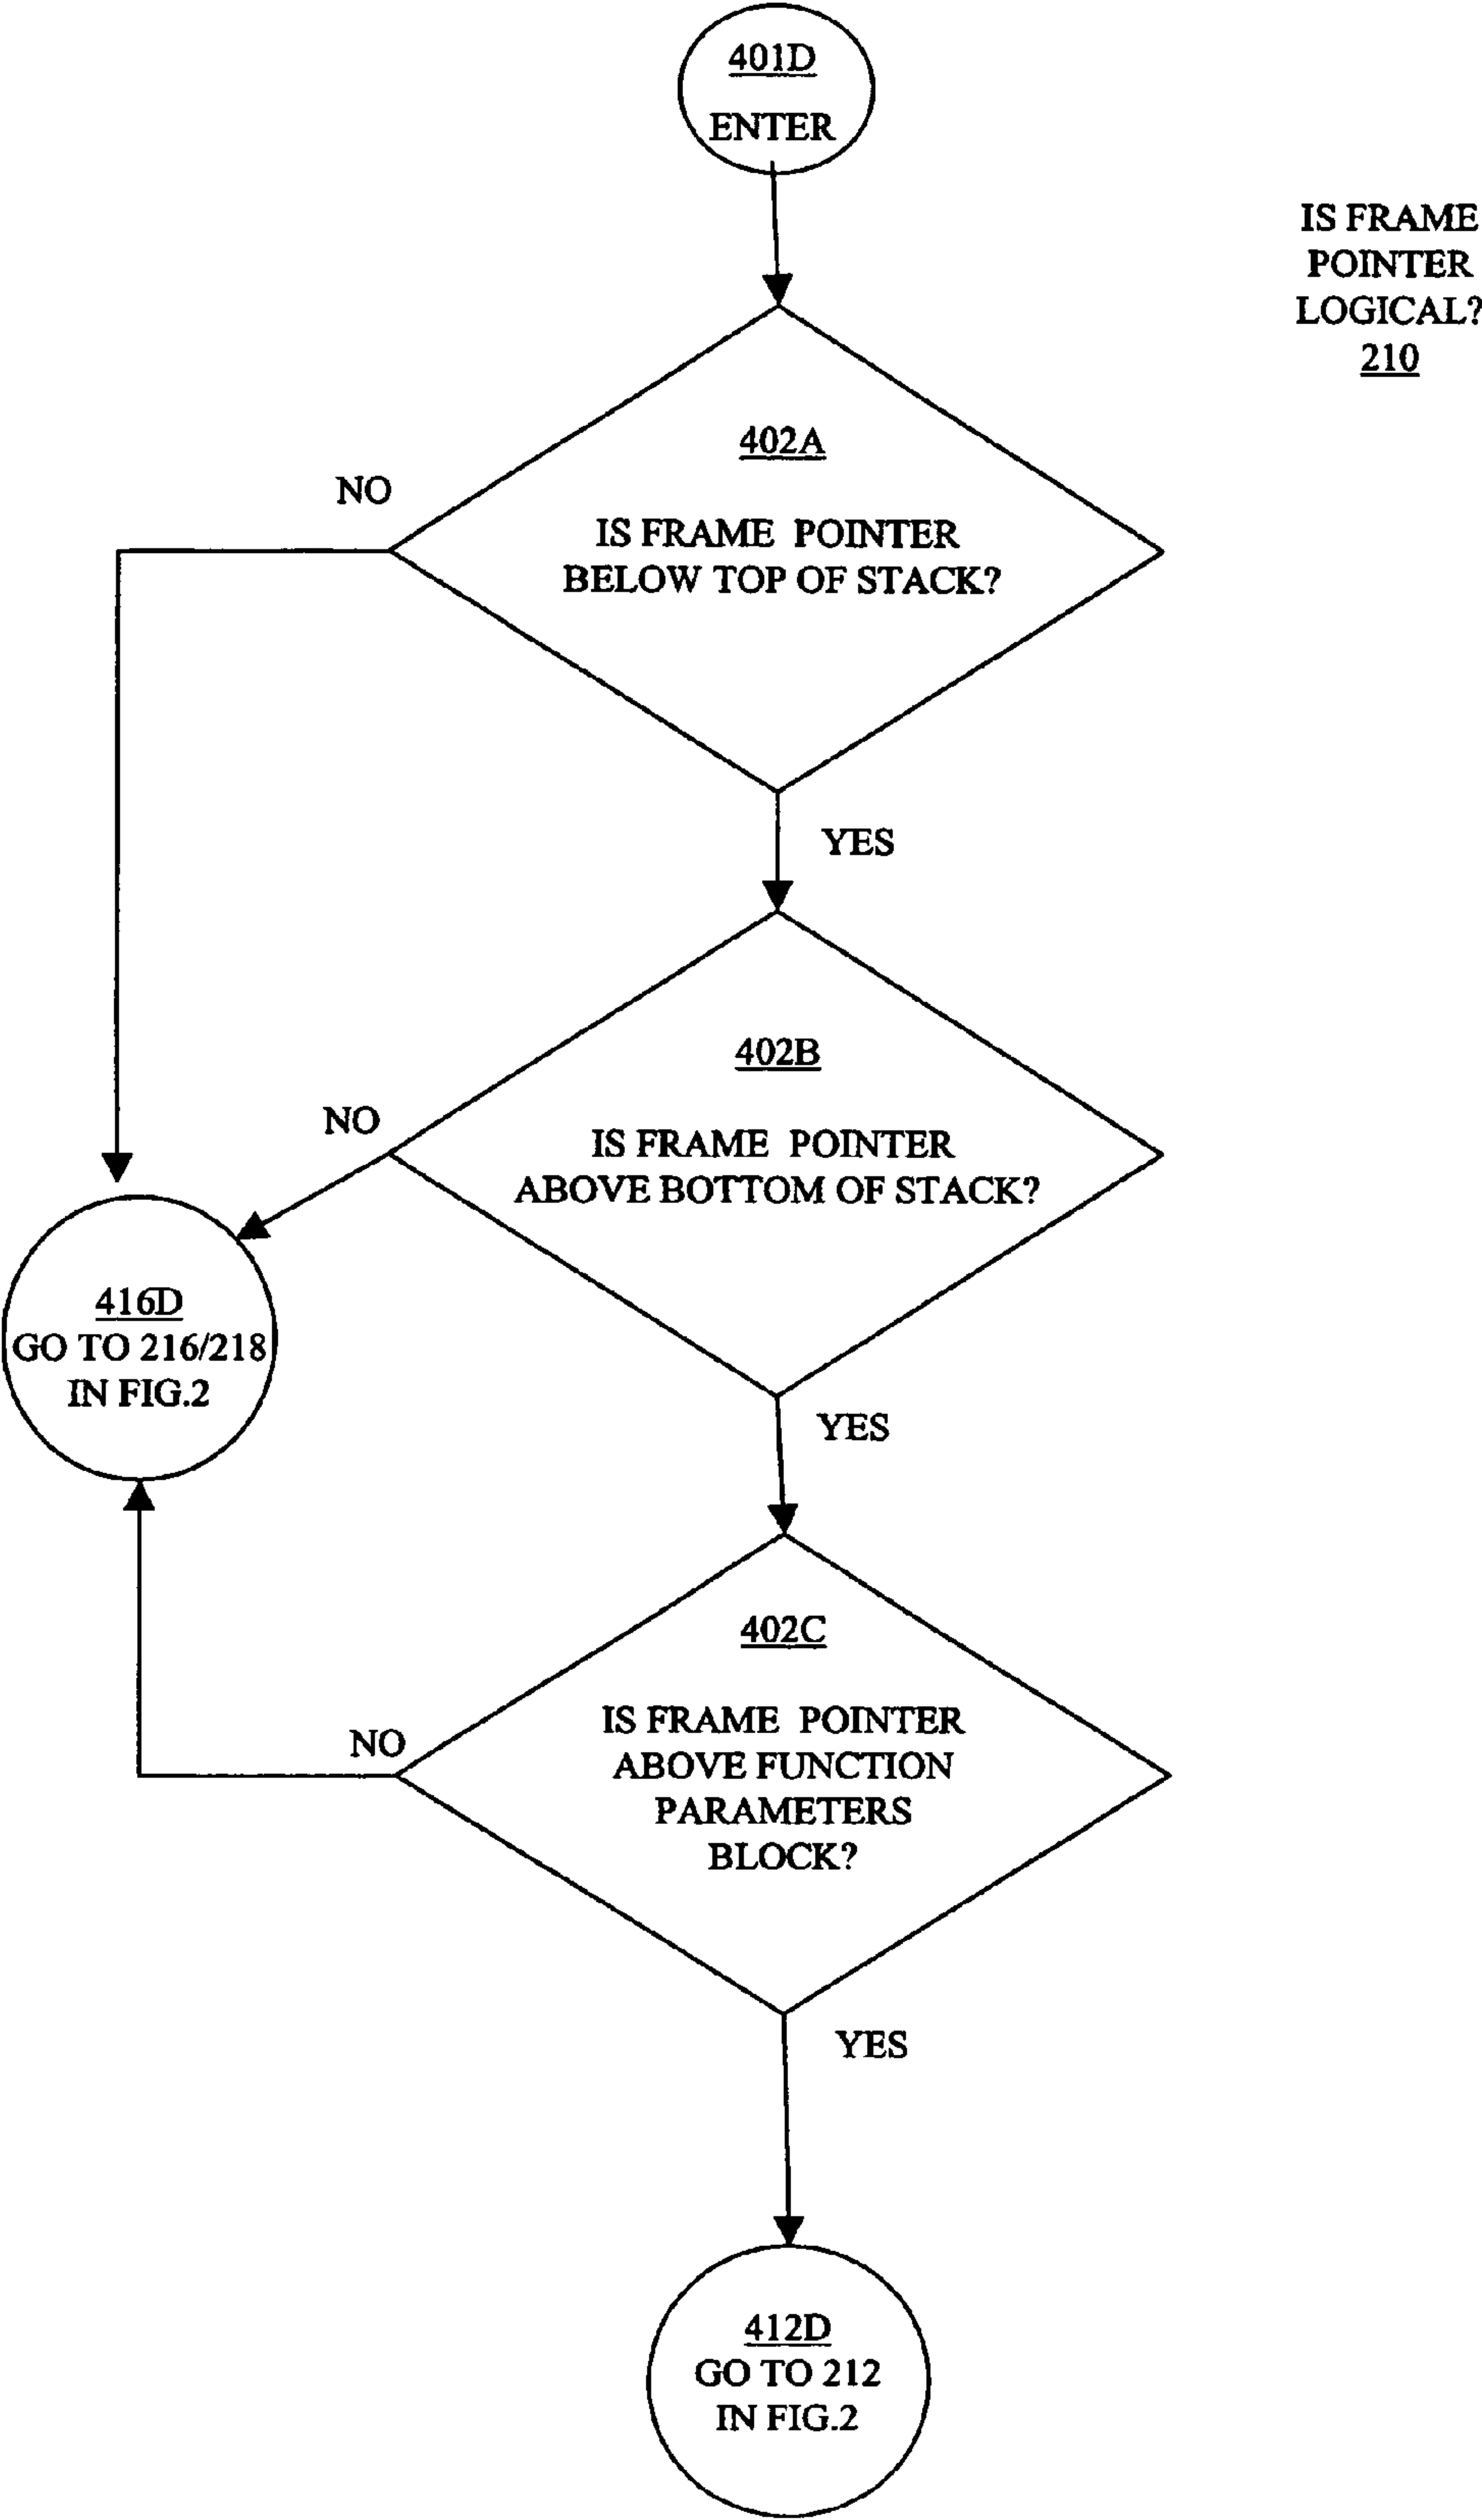 401D
ENTER
IS FRAME
POINTER
LOGICAL?
210
402A
NO
IS FRAME POINTER
BELOW TOP OF STACK?
YES
402B
NO
IS FRAME POINTER
ABOVE BOTTOM OF STACK?
416D
GO TO 216/218
IN FIG.2
YES
402C
IS FRAME POINTER
ABOVE FUNCTION
PARAMETERS
BLOCK?
NO
YES
412D
GO TO 212
IN FIG.2